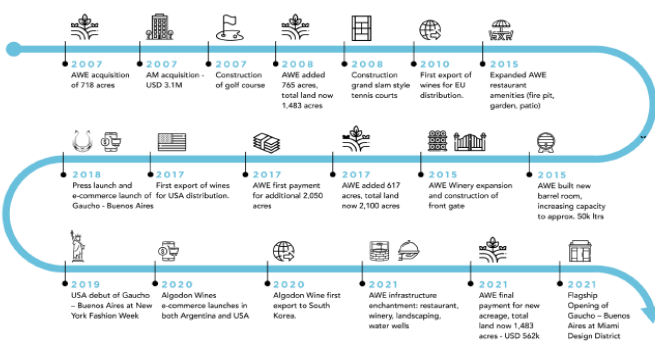 2007
AWE acquisition
of 718 acres
2007
AM acquisition -
USD 3.1M
2007
Construction
of golf course
2008
AWE added
765 acres,
total land now
1,483 acres
2008
Construction
grand slam style
tennis courts
2010
First export of
wines for EU
distribution.
2015
Expanded AWE
restaurant
amenities (fire pit,
garden, patio)
2018
Press launch and
e-commerce launch of
Gaucho - Buenos Aires
2017
First export of wines
for USA distribution.
2017
AWE first payment
for additional 2,050
acres
2017
AWE added 617
acres, total land
now 2,100 acres
2015
AWE Winery expansion
and construction of
front gate
2015
AWE built new
barrel room,
increasing capacity
to approx. 50k ltrs
2019
USA debut of Gaucho
– Buenos Aires at New
York Fashion Week
2020
Algodon Wines
e-commerce launches in
both Argentina and USA
2020
Algodon Wine first
export to South
Korea.
2021
AWE infrastructure
enchantment: restaurant,
winery, landscaping,
water wells
2021
AWE final
payment for new
acreage, total
land now 1,483
acres - USD 562k
2021
Flagship
Opening of
Gaucho – Buenos
Aires at Miami
Design District